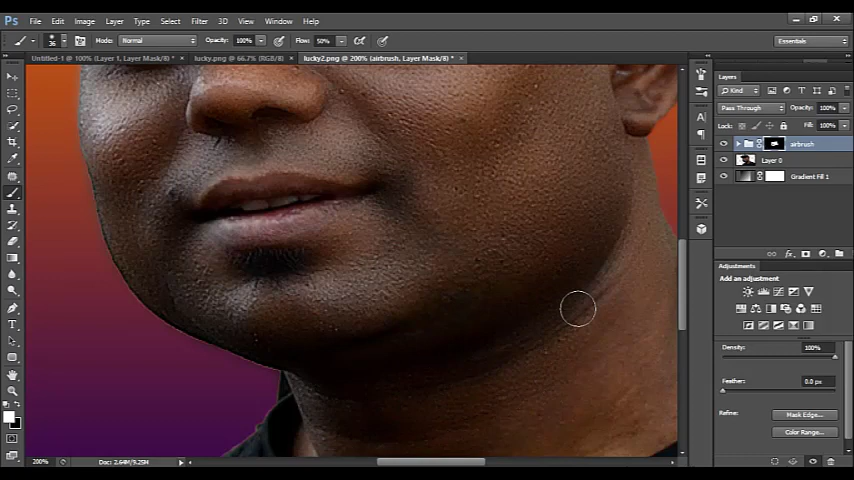 Ps File Edit Image Layer Type Select Filter 3D View Window Help
36 Mode: Normal Opacity: 100% Flow: 50% Essentials
Untitled-1 @ 100% (Layer 1, Layer Mask/8) * × lucky.png @ 66.7% (RGB/8) × lucky2.png @ 200% (airbrush, Layer Mask/8) * ×
Layers
Kind
Pass Through Opacity: 100%
Lock: Fill: 100%
airbrush
Layer 0
Gradient Fill 1
fx
Adjustments
Add an adjustment
Density: 100%
Feather: 0.0 px
Refine: Mask Edge...
Color Range...
200% Doc: 2.64M/9.25M